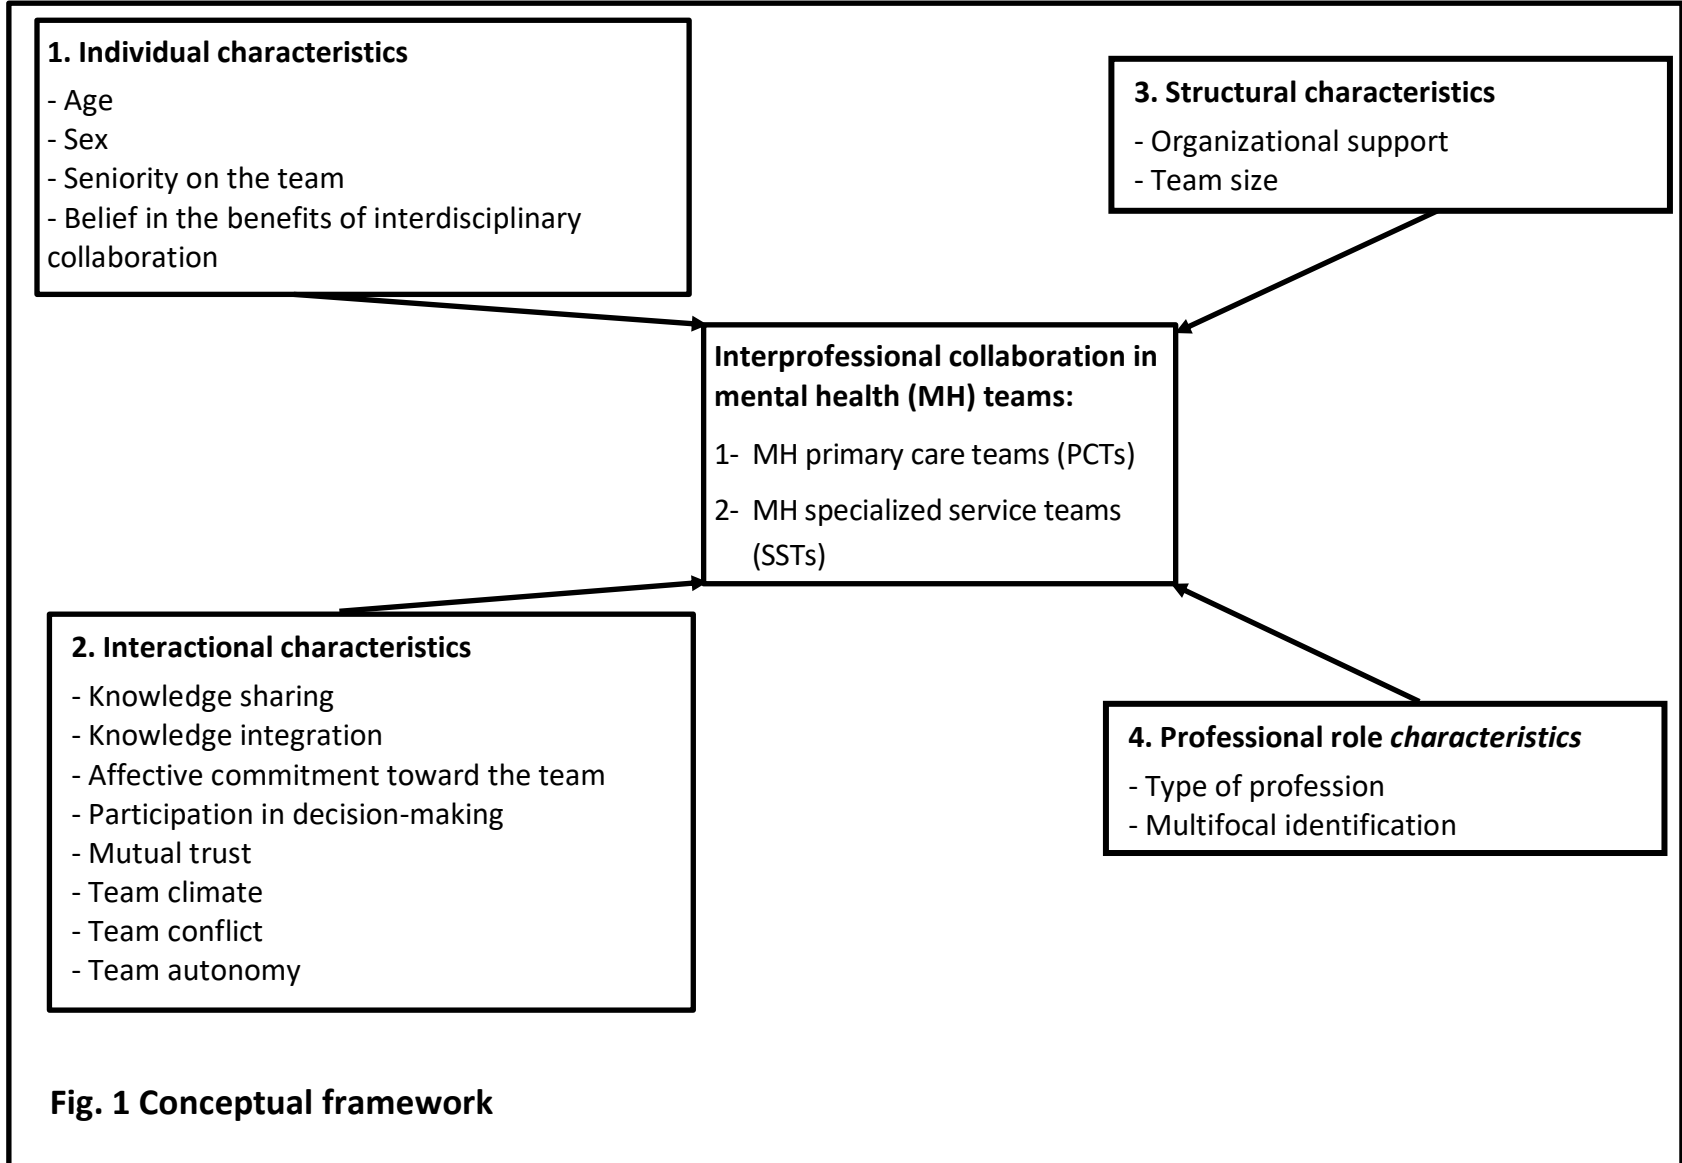 1. Individual characteristics
- Age
- Sex
- Seniority on the team
- Belief in the benefits of interdisciplinary
collaboration
3. Structural characteristics
- Organizational support
- Team size
Interprofessional collaboration in
mental health (MH) teams:
1- MH primary care teams (PCTs)
2- MH specialized service teams
(SSTs)
2. Interactional characteristics
- Knowledge sharing
- Knowledge integration
- Affective commitment toward the team
- Participation in decision-making
- Mutual trust
- Team climate
- Team conflict
- Team autonomy
4. Professional role characteristics
- Type of profession
- Multifocal identification
Fig. 1 Conceptual framework